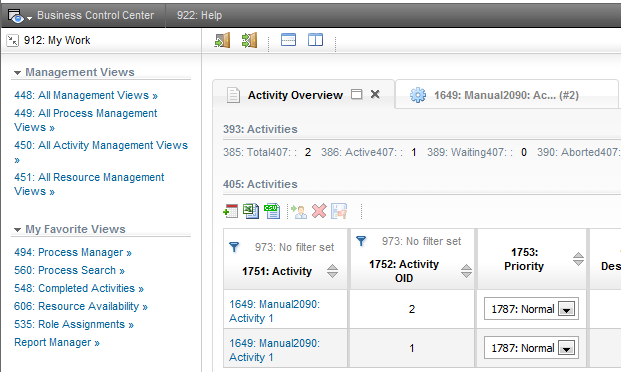 Business Control Center 922: Help
912: My Work
Management Views
448: All Management Views »
449: All Process Management
Views »
450: All Activity Management Views
»
451: All Resource Management
Views »
My Favorite Views
494: Process Manager »
560: Process Search »
548: Completed Activities »
606: Resource Availability »
535: Role Assignments »
Report Manager »
Activity Overview
1649: Manual2090: Ac... (#2)
393: Activities
385: Total407: : 2 386: Active407: : 1 389: Waiting407: : 0 390: Aborted407:
405: Activities
973: No filter set
1751: Activity
973: No filter set
1752: Activity
OID
1753:
Priority
Des
1649: Manual2090:
Activity 1
2
1787: Normal
1649: Manual2090:
Activity 1
1
1787: Normal